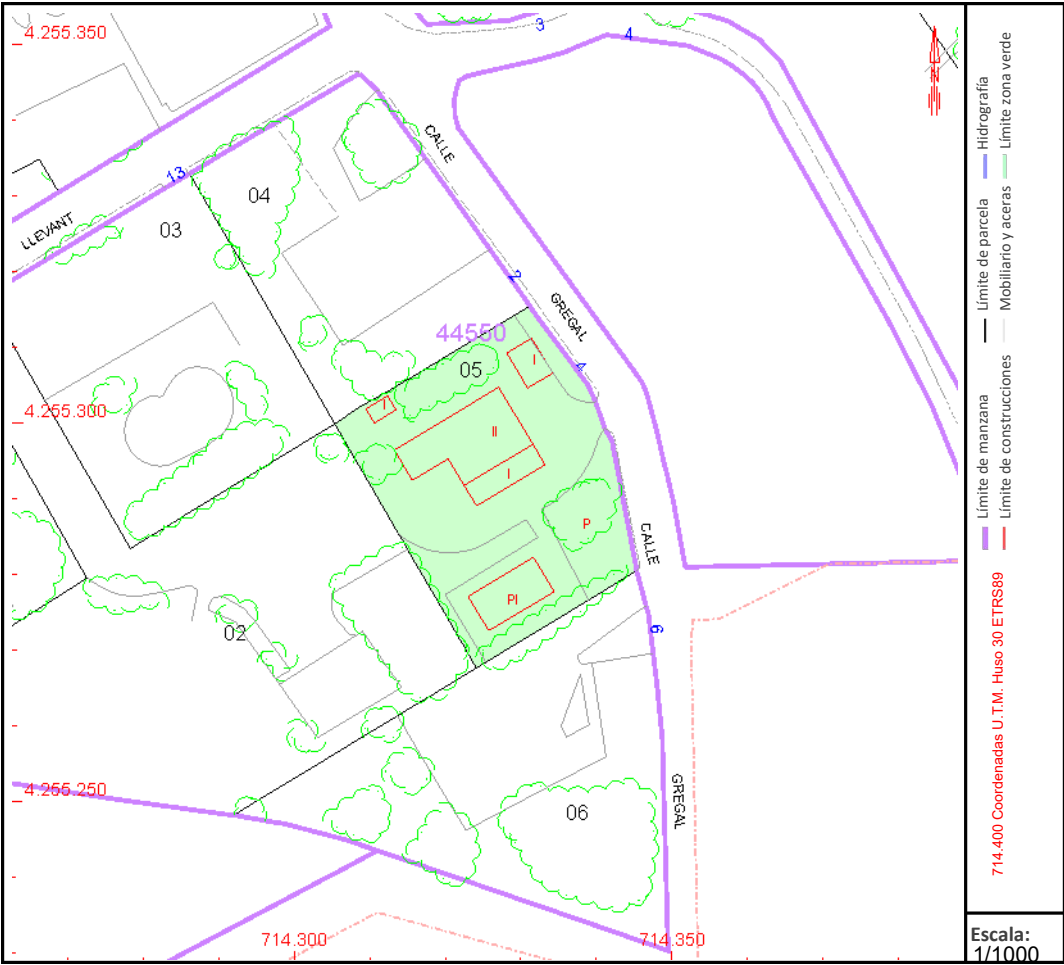 4.255.350
3
4
N
CALLE
13
04
03
LLEVANT
2
GREGAL
44550
4
05
I
4.255.300
I
II
I
P
CALLE
PI
02
6
4.255.250
GREGAL
06
714.300
714.350
Límite de manzana
Límite de parcela
Hidrografía
Límite de construcciones
Mobiliario y aceras
Límite zona verde
714.400 Coordenadas U.T.M. Huso 30 ETRS89
Escala:
1/1000